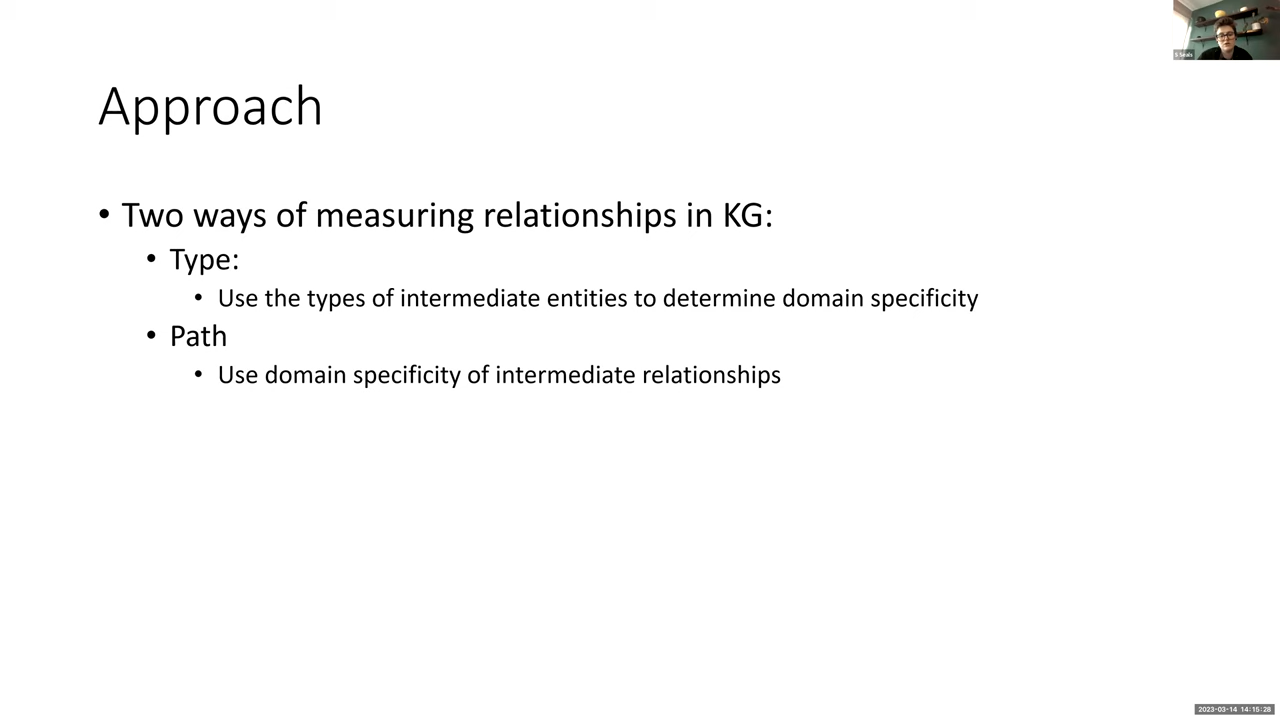 S Seals
Approach
• Two ways of measuring relationships in KG:
• Type:
• Use the types of intermediate entities to determine domain specificity
• Path
• Use domain specificity of intermediate relationships
2023-03-14 14:15:28